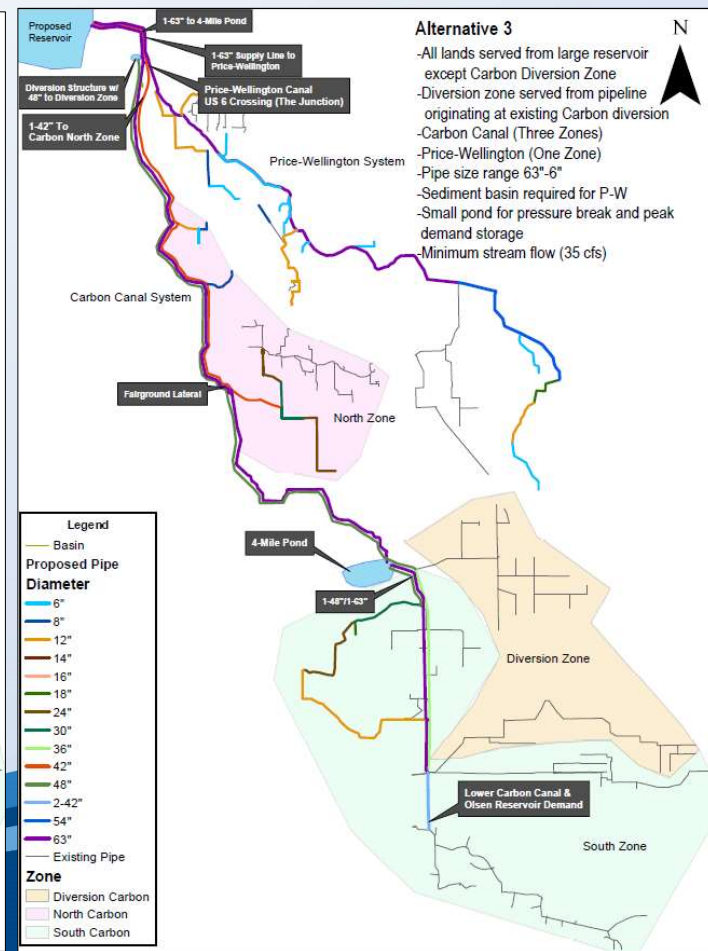 Proposed
Reservoir
1-63" to 4-Mile Pond
1-63" Supply Line to
Price-Wellington
Diversion Structure w/
48" to Diversion Zone
Price-Wellington Canal
US 6 Crossing (The Junction)
1-42" To
Carbon North Zone
Alternative 3
-All lands served from large reservoir
except Carbon Diversion Zone
-Diversion zone served from pipeline
originating at existing Carbon diversion
-Carbon Canal (Three Zones)
-Price-Wellington (One Zone)
-Pipe size range 63"-6"
-Sediment basin required for P-W
-Small pond for pressure break and peak
demand storage
-Minimum stream flow (35 cfs)
N
Price-Wellington System
Carbon Canal System
Fairground Lateral
North Zone
4-Mile Pond
1-48"/1-63"
Diversion Zone
Lower Carbon Canal &
Olsen Reservoir Demand
South Zone
Legend
Basin
Proposed Pipe
Diameter
6"
8"
12"
14"
16"
18"
24"
30"
36"
42"
48"
2-42"
54"
63"
Existing Pipe
Zone
Diversion Carbon
North Carbon
South Carbon